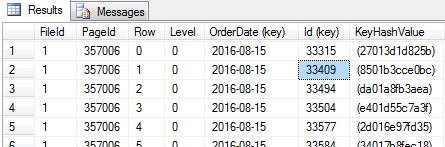 Results Messages
FileId PageId Row Level OrderDate (key) Id (key) KeyHashValue
1 1 357006 0 0 2016-08-15 33315 (27013d1d825b)
2 1 357006 1 0 2016-08-15 33409 (8501b3cce0bc)
3 1 357006 2 0 2016-08-15 33494 (da01a8fb3aea)
4 1 357006 3 0 2016-08-15 33504 (e401d55c7a3f)
5 1 357006 4 0 2016-08-15 33577 (2d016e97fd35)
6 1 357006 5 0 2016-08-15 33584 (34017b8fec18)